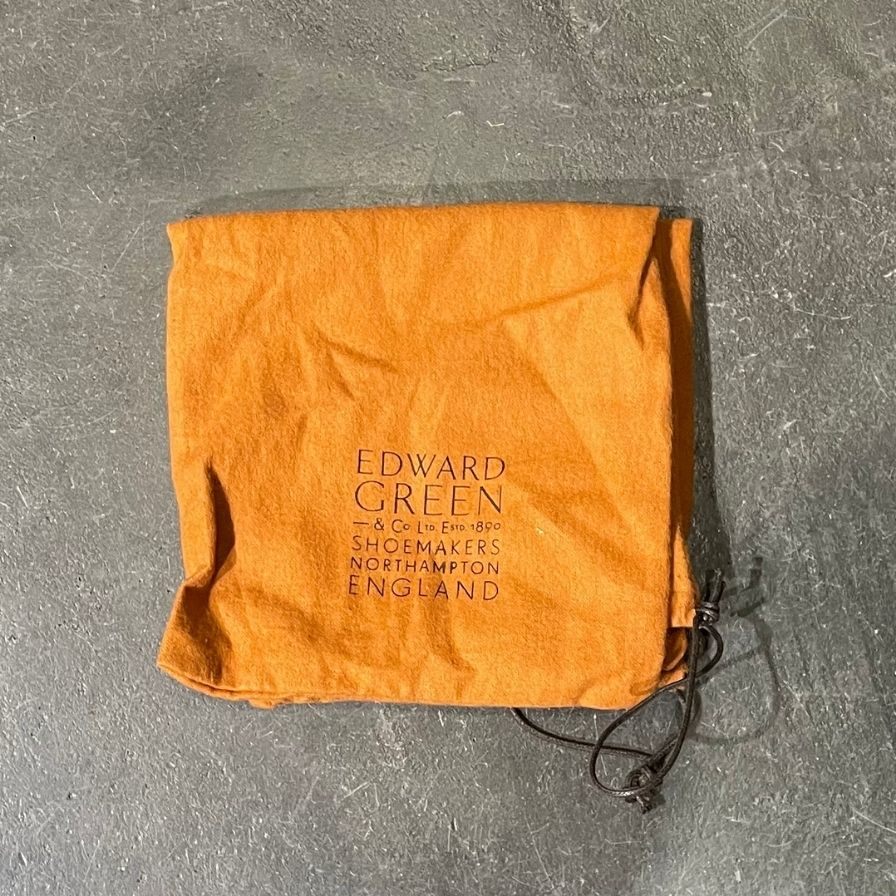 EDWARD
GREEN
— & Co. LTD. ESTD. 1890
SHOEMAKERS
NORTHAMPTON
ENGLAND